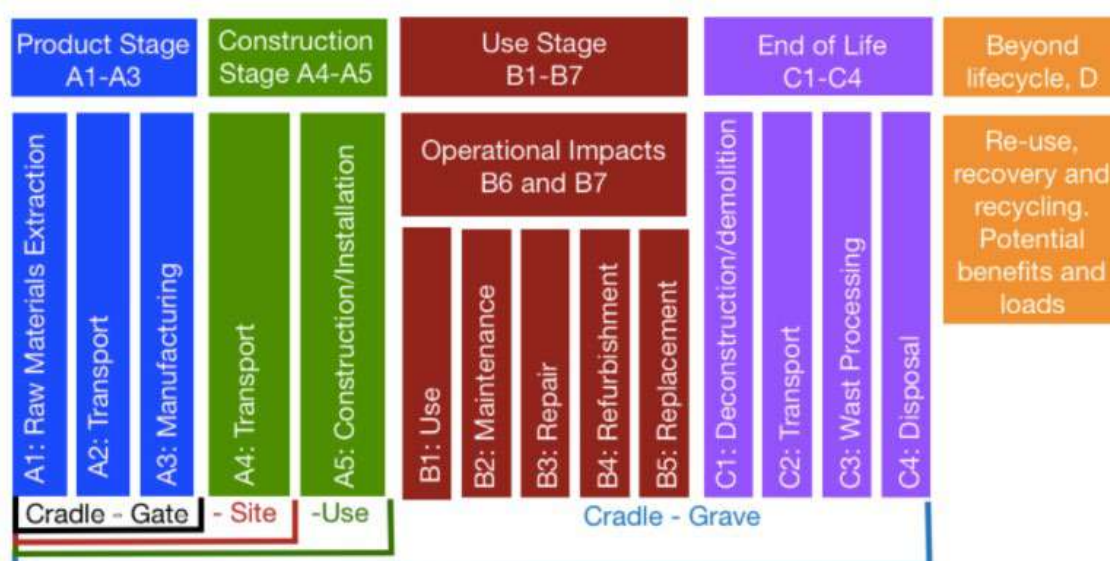 Product Stage
A1-A3
Construction
Stage A4-A5
Use Stage
B1-B7
End of Life
C1-C4
Beyond
lifecycle, D
A1: Raw Materials Extraction
A2: Transport
A3: Manufacturing
A4: Transport
A5: Construction/Installation
Operational Impacts
B6 and B7
B1: Use
B2: Maintenance
B3: Repair
B4: Refurbishment
B5: Replacement
C1: Deconstruction/demolition
C2: Transport
C3: Wast Processing
C4: Disposal
Re-use,
recovery and
recycling.
Potential
benefits and
loads
Cradle - Gate
- Site
-Use
Cradle - Grave